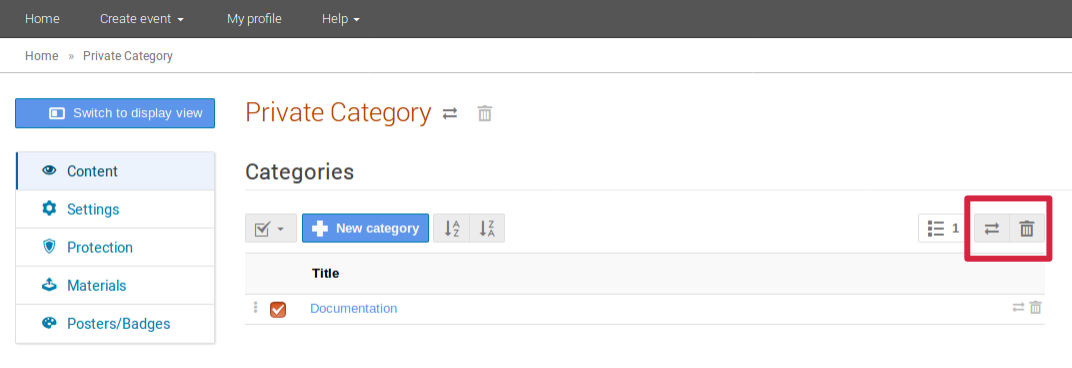 Home Create event My profile Help
Home » Private Category
Switch to display view
Private Category
Content
Settings
Protection
Materials
Posters/Badges
Categories
New category A Z Z A 1
Title
Documentation